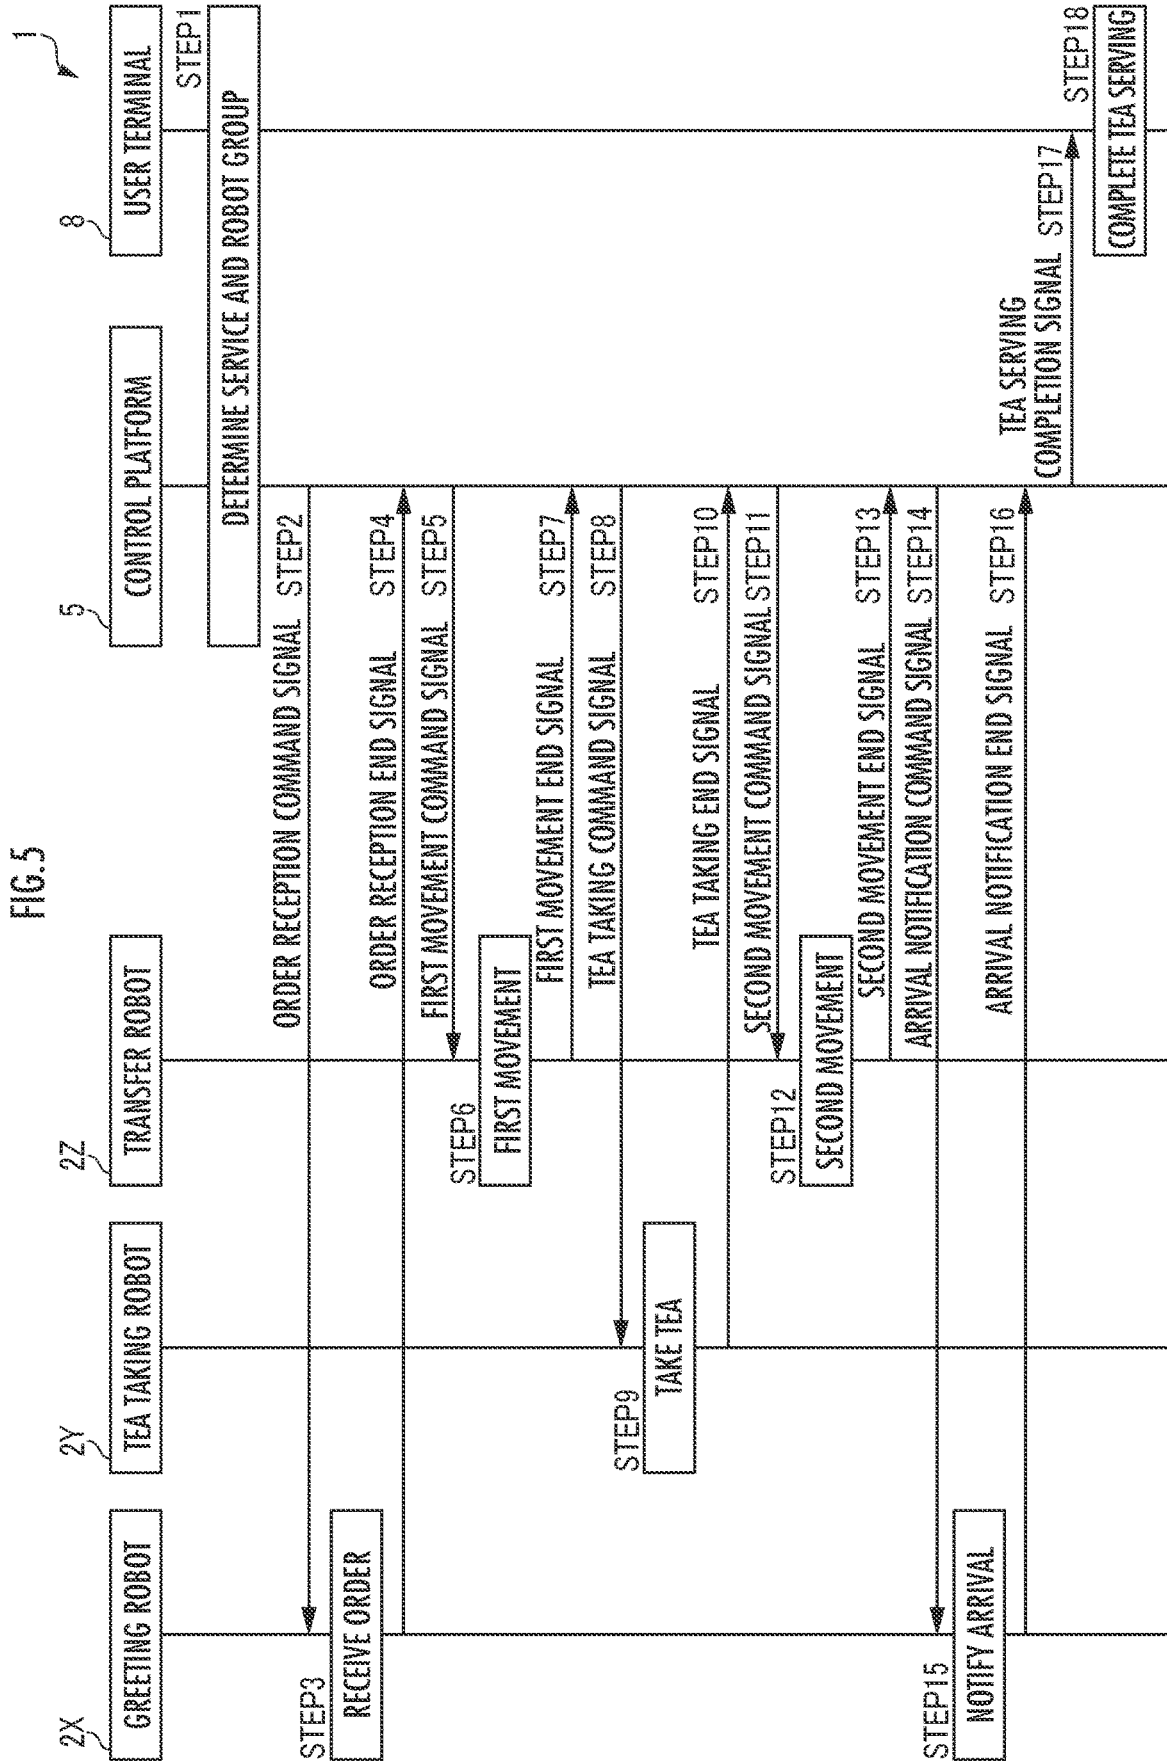 FIG.5
1
2X
GREETING ROBOT
2Y
TEA TAKING ROBOT
2Z
TRANSFER ROBOT
5
CONTROL PLATFORM
8
USER TERMINAL
STEP1
DETERMINE SERVICE AND ROBOT GROUP
ORDER RECEPTION COMMAND SIGNAL STEP2
STEP3
RECEIVE ORDER
ORDER RECEPTION END SIGNAL STEP4
FIRST MOVEMENT COMMAND SIGNAL STEP5
STEP6
FIRST MOVEMENT
FIRST MOVEMENT END SIGNAL STEP7
TEA TAKING COMMAND SIGNAL STEP8
STEP9
TAKE TEA
TEA TAKING END SIGNAL STEP10
SECOND MOVEMENT COMMAND SIGNAL STEP11
STEP12
SECOND MOVEMENT
SECOND MOVEMENT END SIGNAL STEP13
ARRIVAL NOTIFICATION COMMAND SIGNAL STEP14
STEP15
NOTIFY ARRIVAL
ARRIVAL NOTIFICATION END SIGNAL STEP16
TEA SERVING
COMPLETION SIGNAL STEP17
STEP18
COMPLETE TEA SERVING